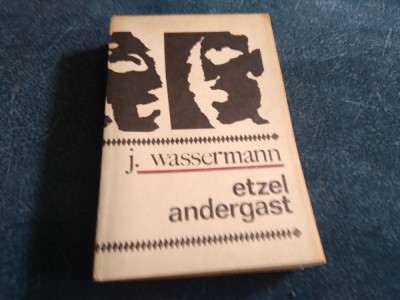 j. wassermann
etzel
andergast